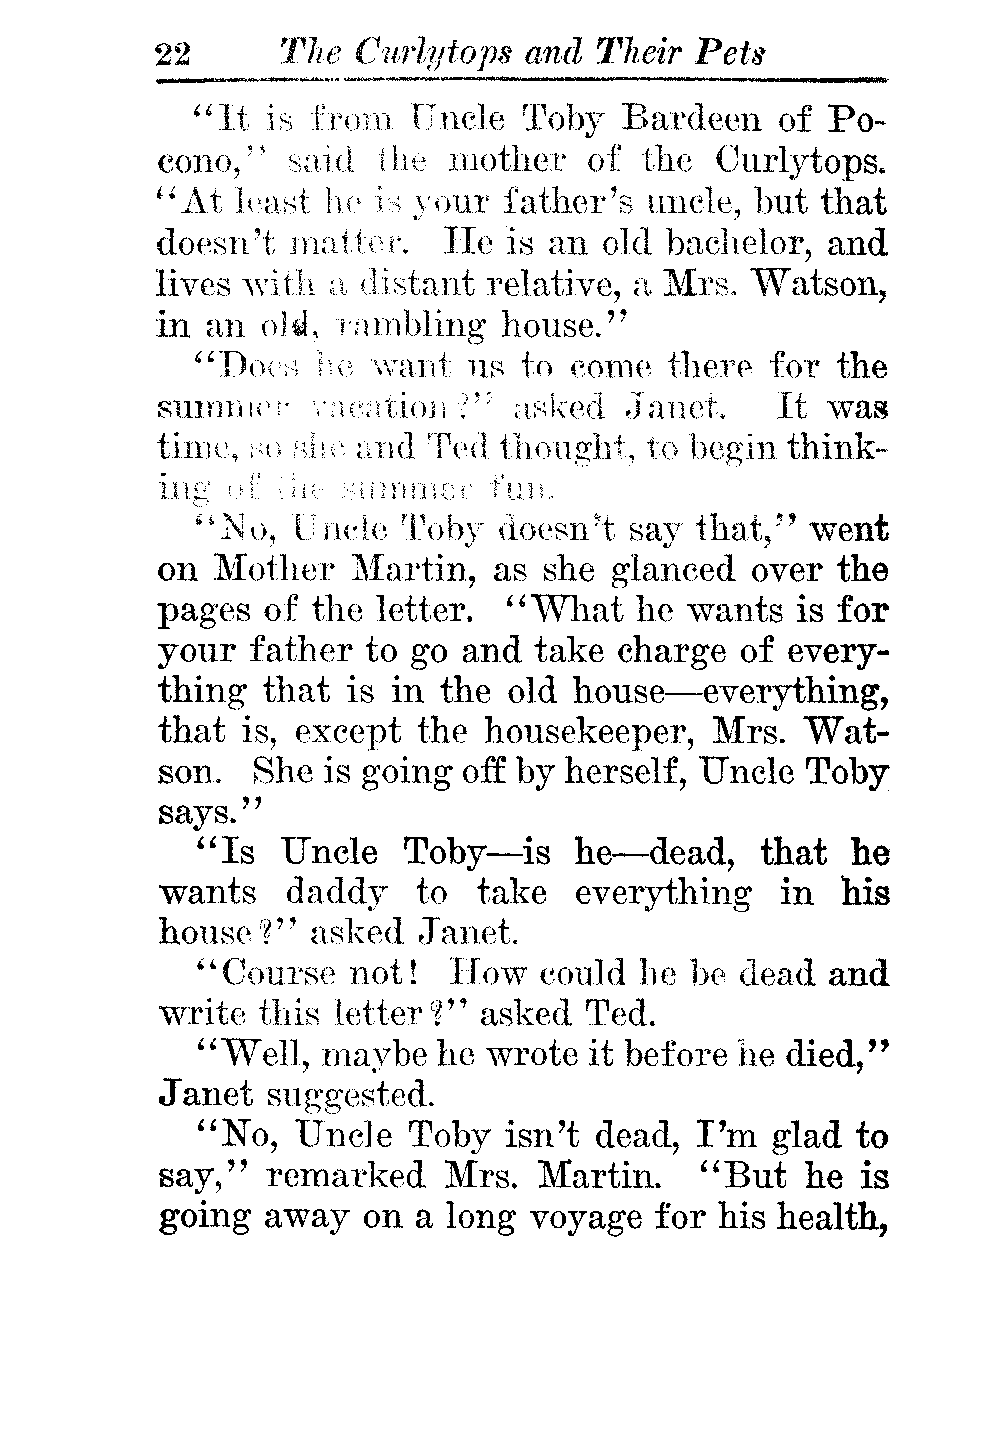 22 The Curlytops and Their Pets
“It is from Uncle Toby Bardeen of Po-
cono,” said the mother of the Curlytops.
“At least he is your father’s uncle, but that
doesn’t matter. He is an old bachelor, and
lives with a distant relative, a Mrs. Watson,
in an old, rambling house.”
“Does he want us to come there for the
summer vacation?” asked Janet. It was
time, so she and Ted thought, to begin think-
ing of the summer fun.
“No, Uncle Toby doesn’t say that,” went
on Mother Martin, as she glanced over the
pages of the letter. “What he wants is for
your father to go and take charge of every-
thing that is in the old house—everything,
that is, except the housekeeper, Mrs. Wat-
son. She is going off by herself, Uncle Toby
says.”
“Is Uncle Toby—is he—dead, that he
wants daddy to take everything in his
house?” asked Janet.
“Course not! How could he be dead and
write this letter?” asked Ted.
“Well, maybe he wrote it before he died,”
Janet suggested.
“No, Uncle Toby isn’t dead, I’m glad to
say,” remarked Mrs. Martin. “But he is
going away on a long voyage for his health,